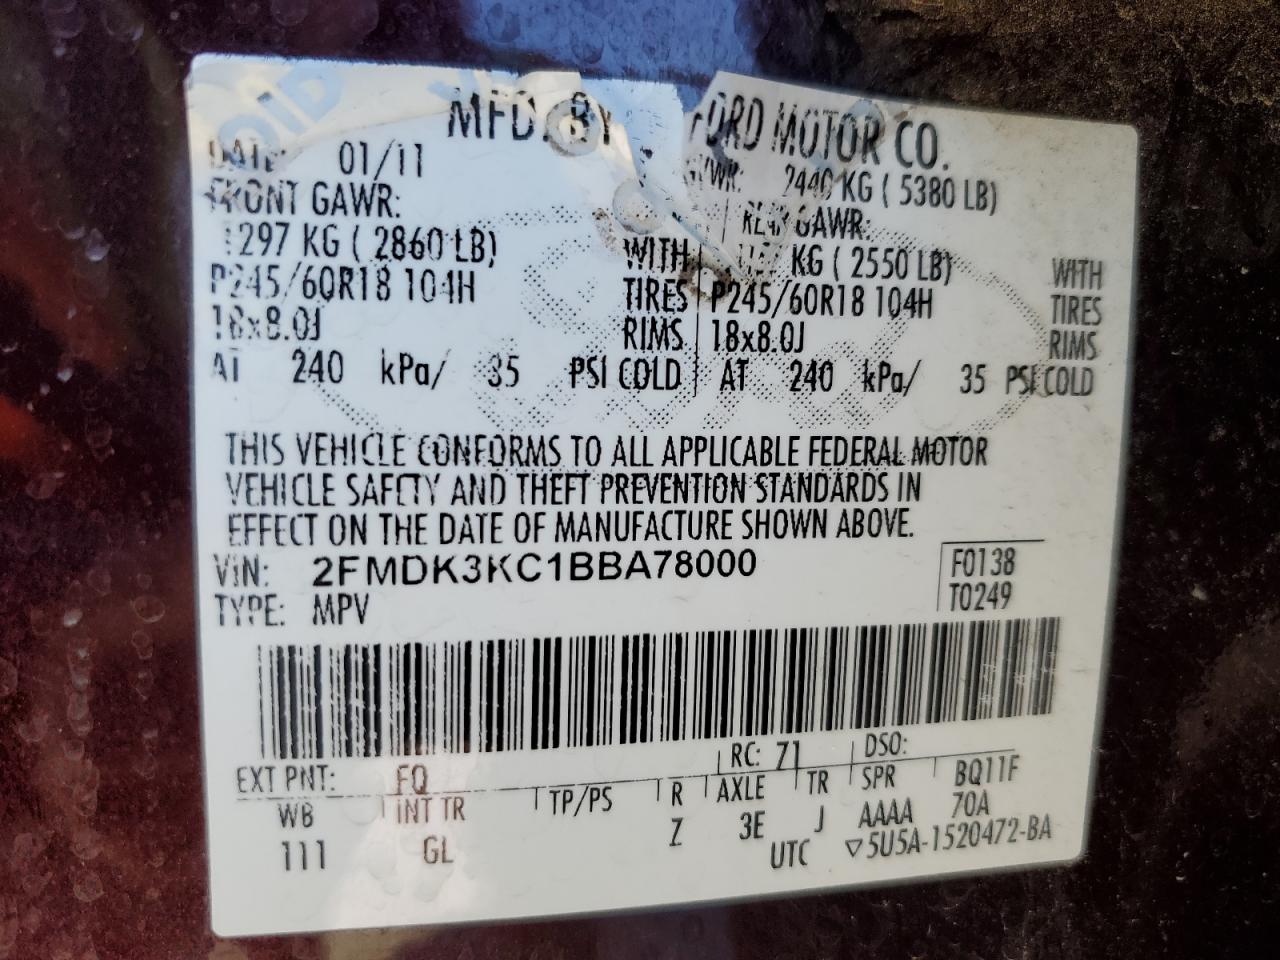 VOID
MFD. BY FORD MOTOR CO.
DATE: 01/11 GVWR: 2440 KG ( 5380 LB)
FRONT GAWR: REAR GAWR:
1297 KG ( 2860 LB) WITH KG ( 2550 LB) WITH
P245/60R18 104H TIRES P245/60R18 104H TIRES
18x8.0J RIMS 18x8.0J RIMS
AT 240 kPa/ 35 PSI COLD AT 240 kPa/ 35 PSI COLD
THIS VEHICLE CONFORMS TO ALL APPLICABLE FEDERAL MOTOR
VEHICLE SAFETY AND THEFT PREVENTION STANDARDS IN
EFFECT ON THE DATE OF MANUFACTURE SHOWN ABOVE.
VIN: 2FMDK3KC1BBA78000 F0138
TYPE: MPV T0249
RC: 71 DSO:
EXT PNT: FQ BQ11F
WB INT TR TP/PS R AXLE TR SPR 70A
111 GL Z 3E J AAAA
UTC ▽5U5A-1520472-BA